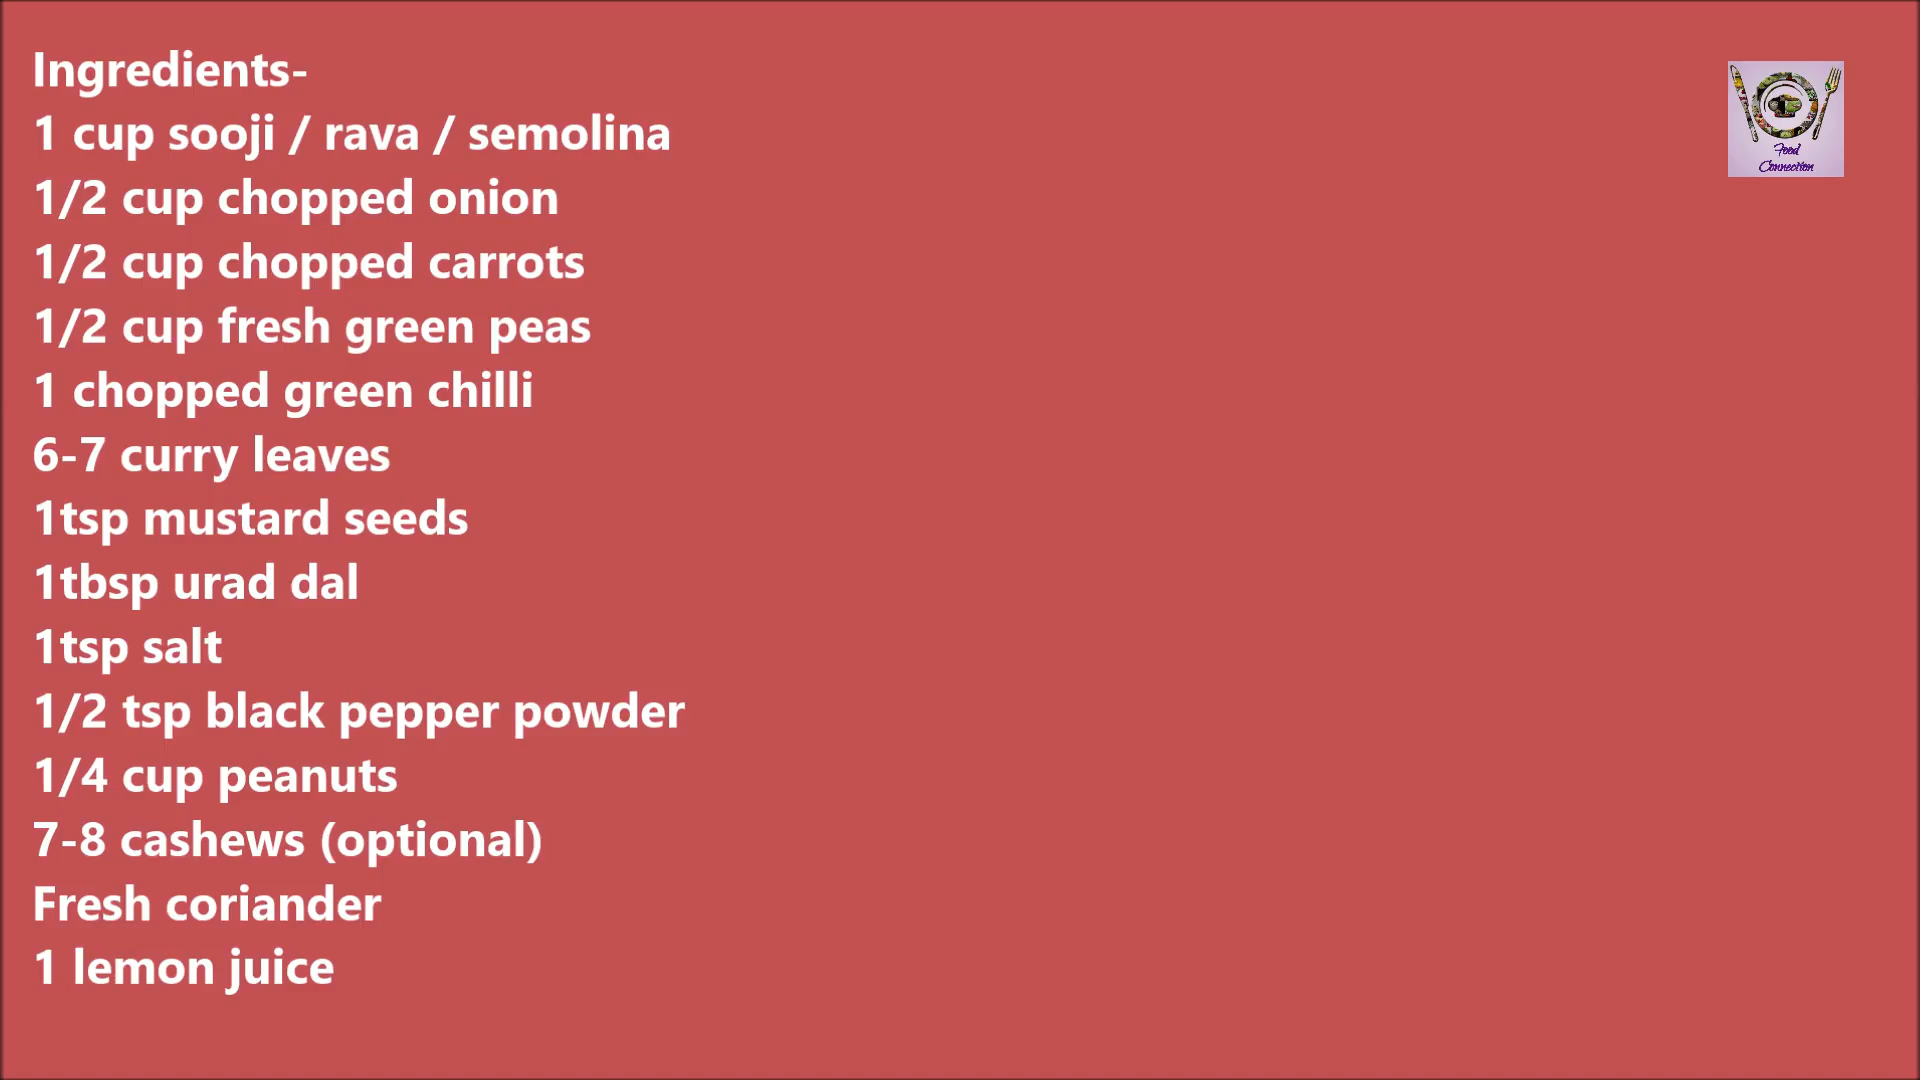 Ingredients-
1 cup sooji / rava / semolina
1/2 cup chopped onion
1/2 cup chopped carrots
1/2 cup fresh green peas
1 chopped green chilli
6-7 curry leaves
1tsp mustard seeds
1tbsp urad dal
1tsp salt
1/2 tsp black pepper powder
1/4 cup peanuts
7-8 cashews (optional)
Fresh coriander
1 lemon juice
Food
Connection